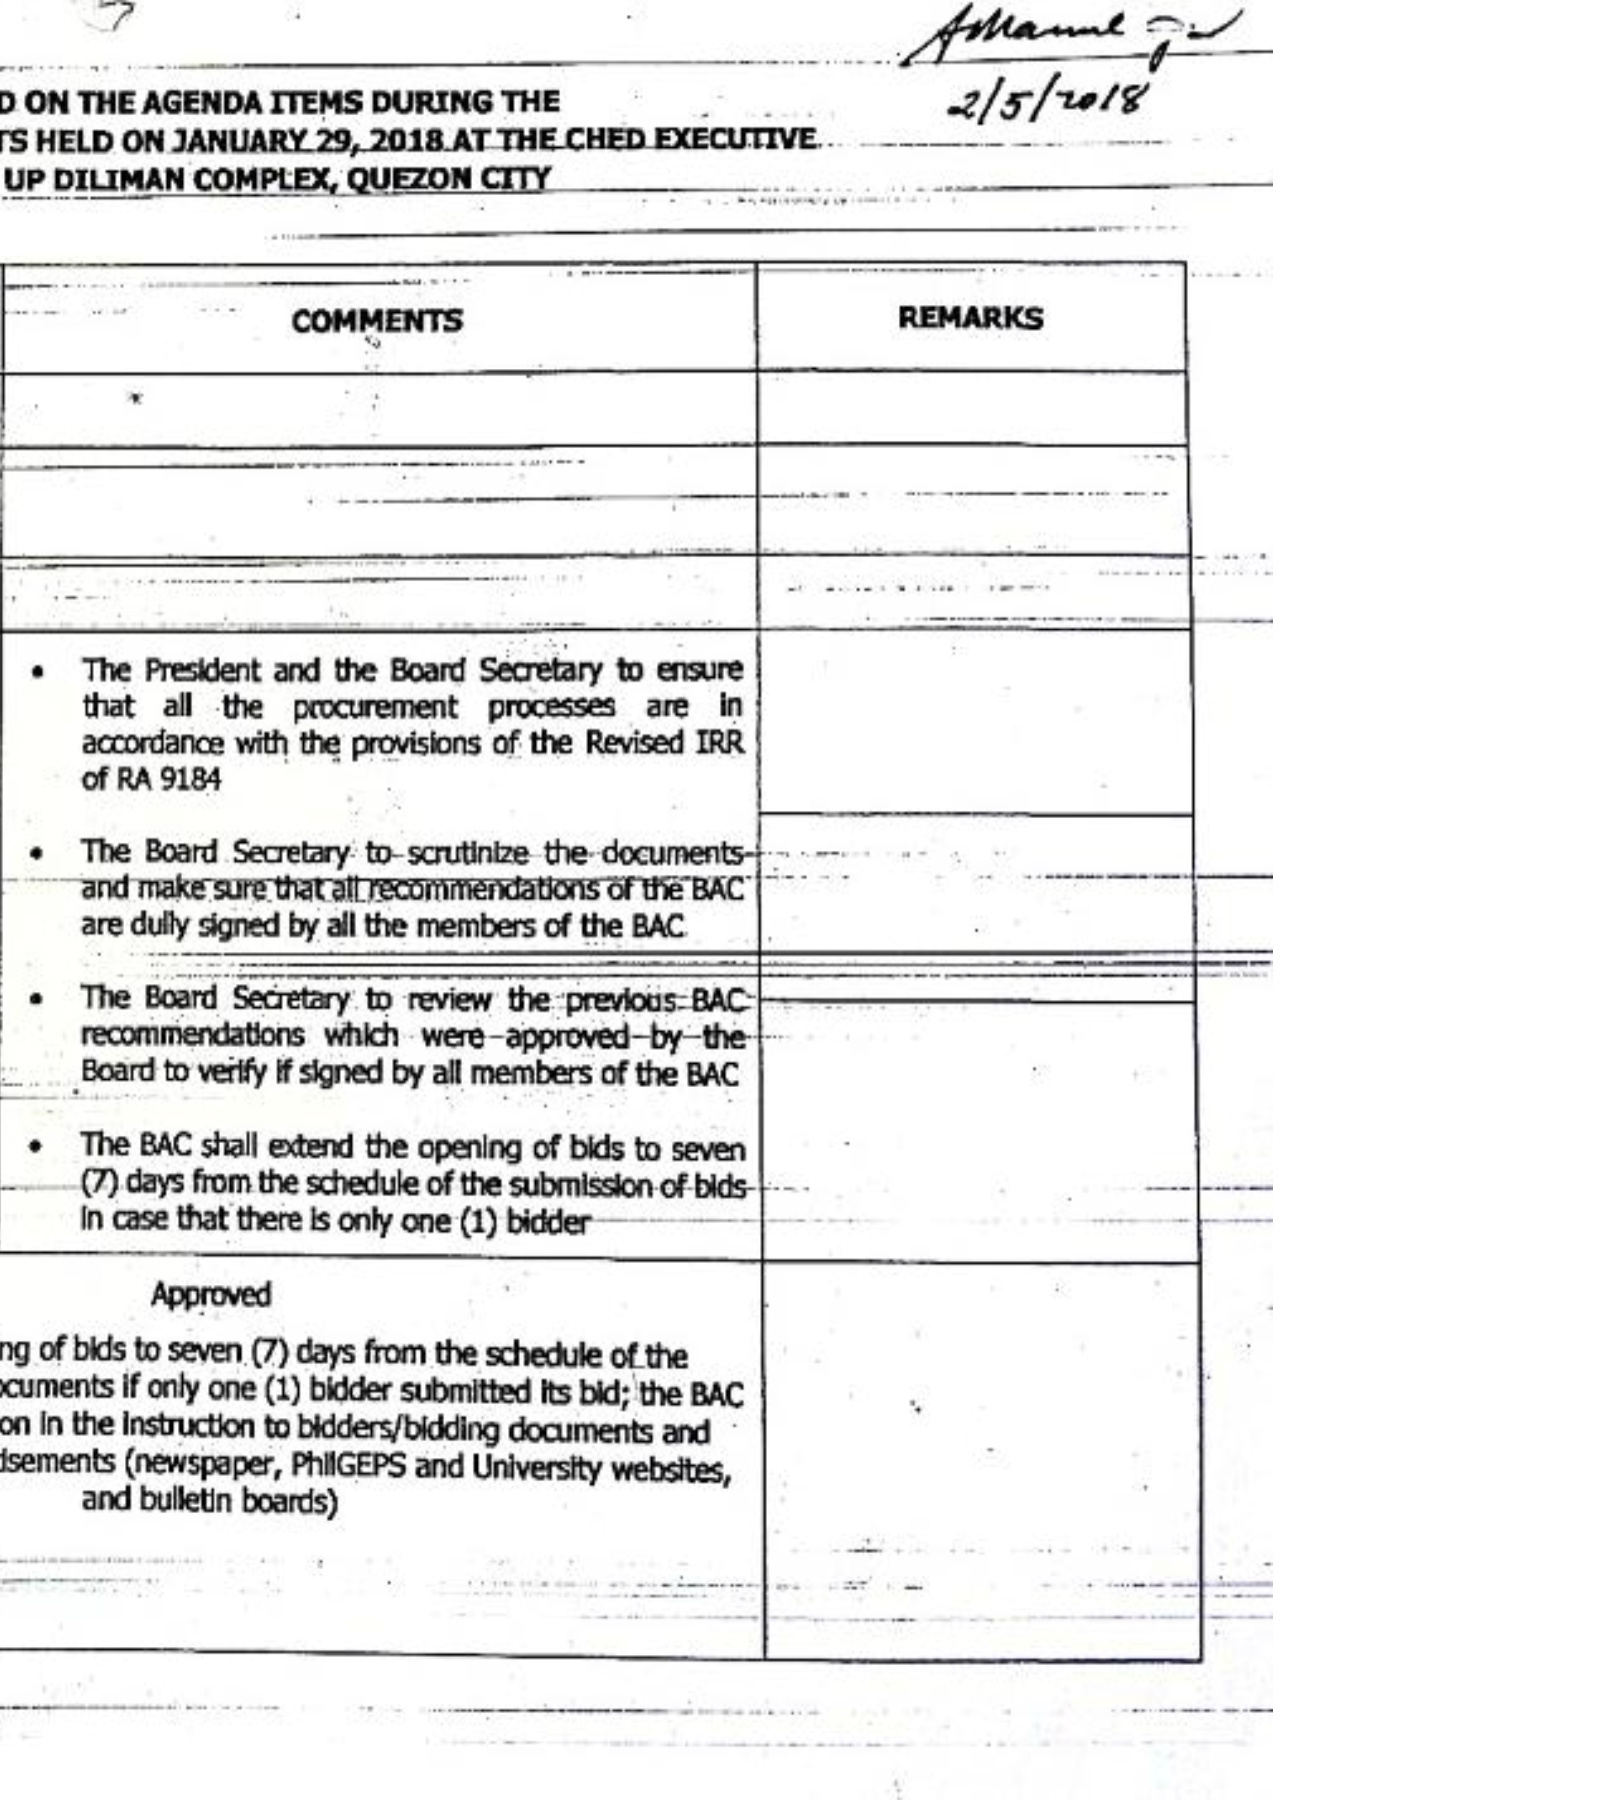 2/5/2018
D ON THE AGENDA ITEMS DURING THE
TS HELD ON JANUARY 29, 2018 AT THE CHED EXECUTIVE
UP DILIMAN COMPLEX, QUEZON CITY
COMMENTS
REMARKS
• The President and the Board Secretary to ensure
that all the procurement processes are in
accordance with the provisions of the Revised IRR
of RA 9184
• The Board Secretary to scrutinize the documents
and make sure that all recommendations of the BAC
are dully signed by all the members of the BAC
• The Board Secretary to review the previous BAC
recommendations which were approved by the
Board to verify if signed by all members of the BAC
• The BAC shall extend the opening of bids to seven
(7) days from the schedule of the submission of bids
in case that there is only one (1) bidder
Approved
ng of bids to seven (7) days from the schedule of the
ocuments if only one (1) bidder submitted its bid; the BAC
on in the instruction to bidders/bidding documents and
isements (newspaper, PhilGEPS and University websites,
and bulletin boards)